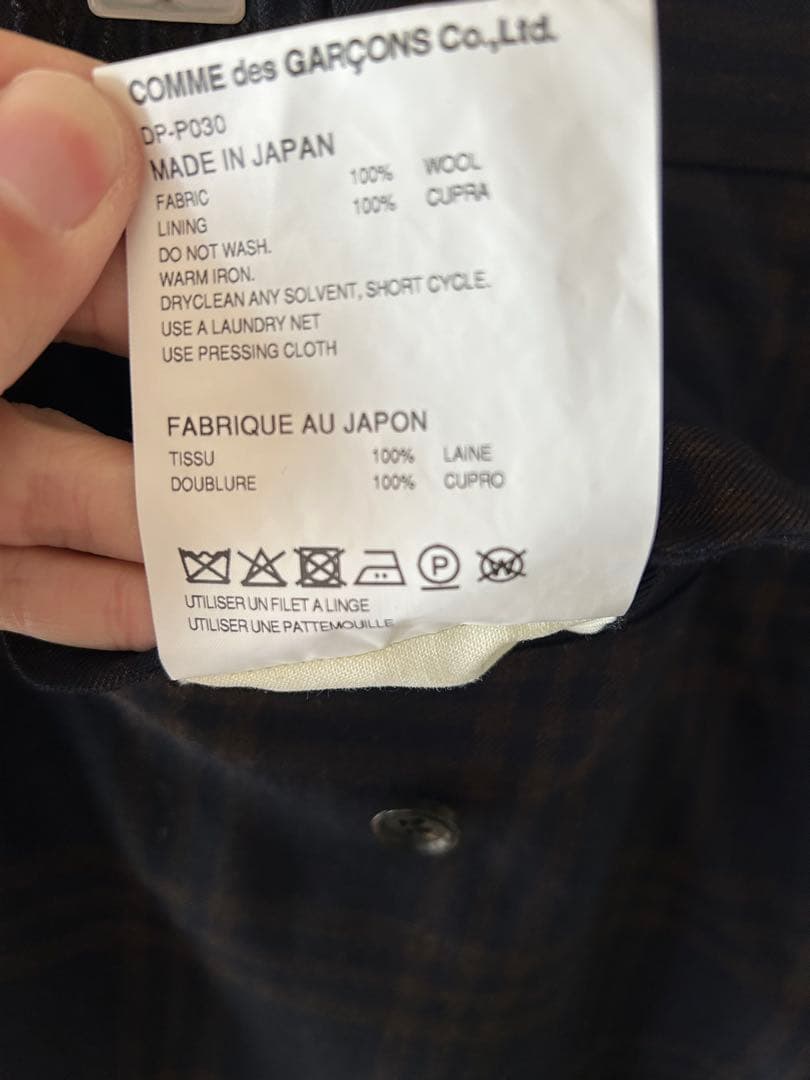 COMME des GARÇONS Co.,Ltd.
DP-P030
MADE IN JAPAN
FABRIC 100% WOOL
LINING 100% CUPRA
DO NOT WASH.
WARM IRON.
DRYCLEAN ANY SOLVENT, SHORT CYCLE.
USE A LAUNDRY NET
USE PRESSING CLOTH
FABRIQUE AU JAPON
TISSU 100% LAINE
DOUBLURE 100% CUPRO
P W
UTILISER UN FILET A LINGE
UTILISER UNE PATTEMOUILLE